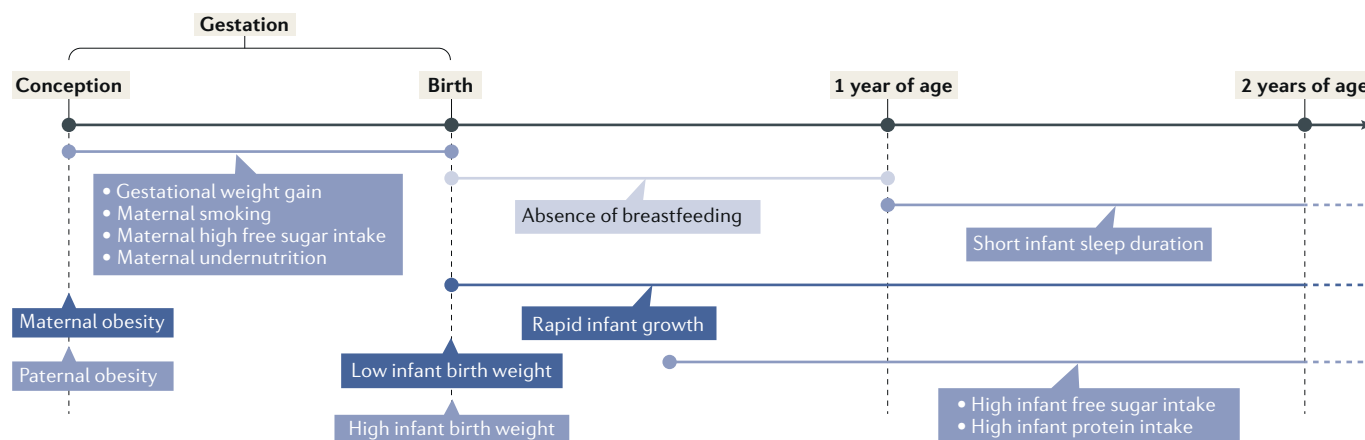 Gestation
Conception
Birth
1 year of age
2 years of age
• Gestational weight gain
• Maternal smoking
• Maternal high free sugar intake
• Maternal undernutrition
Absence of breastfeeding
Short infant sleep duration
Maternal obesity
Rapid infant growth
Paternal obesity
Low infant birth weight
High infant birth weight
• High infant free sugar intake
• High infant protein intake